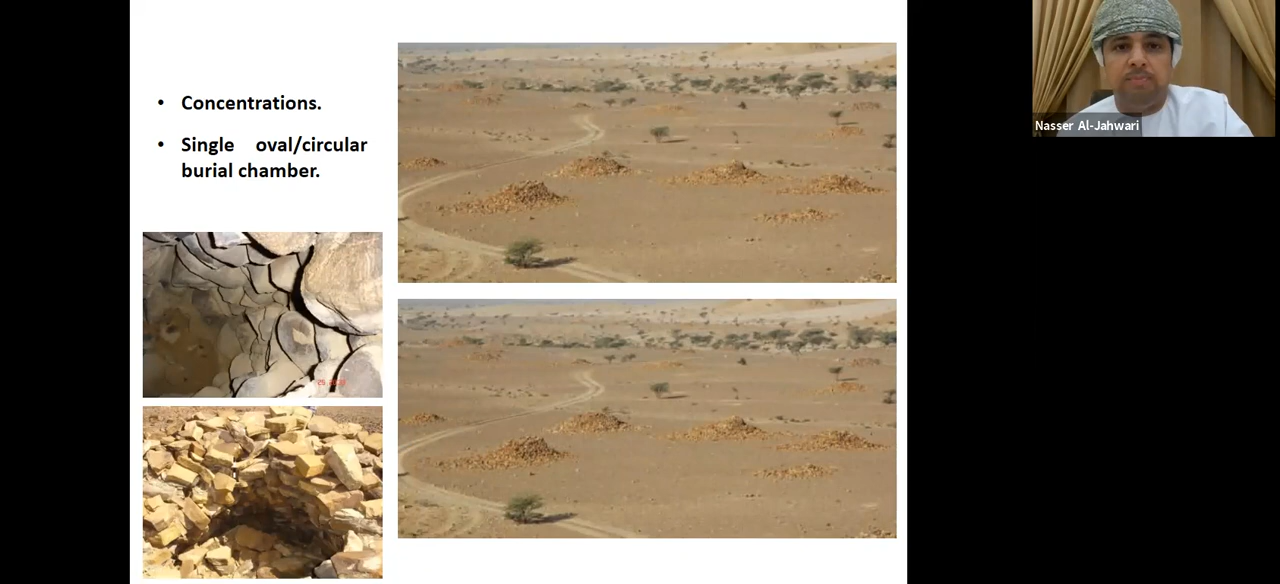 • Concentrations.
• Single oval/circular
burial chamber.
Nasser Al-Jahwari